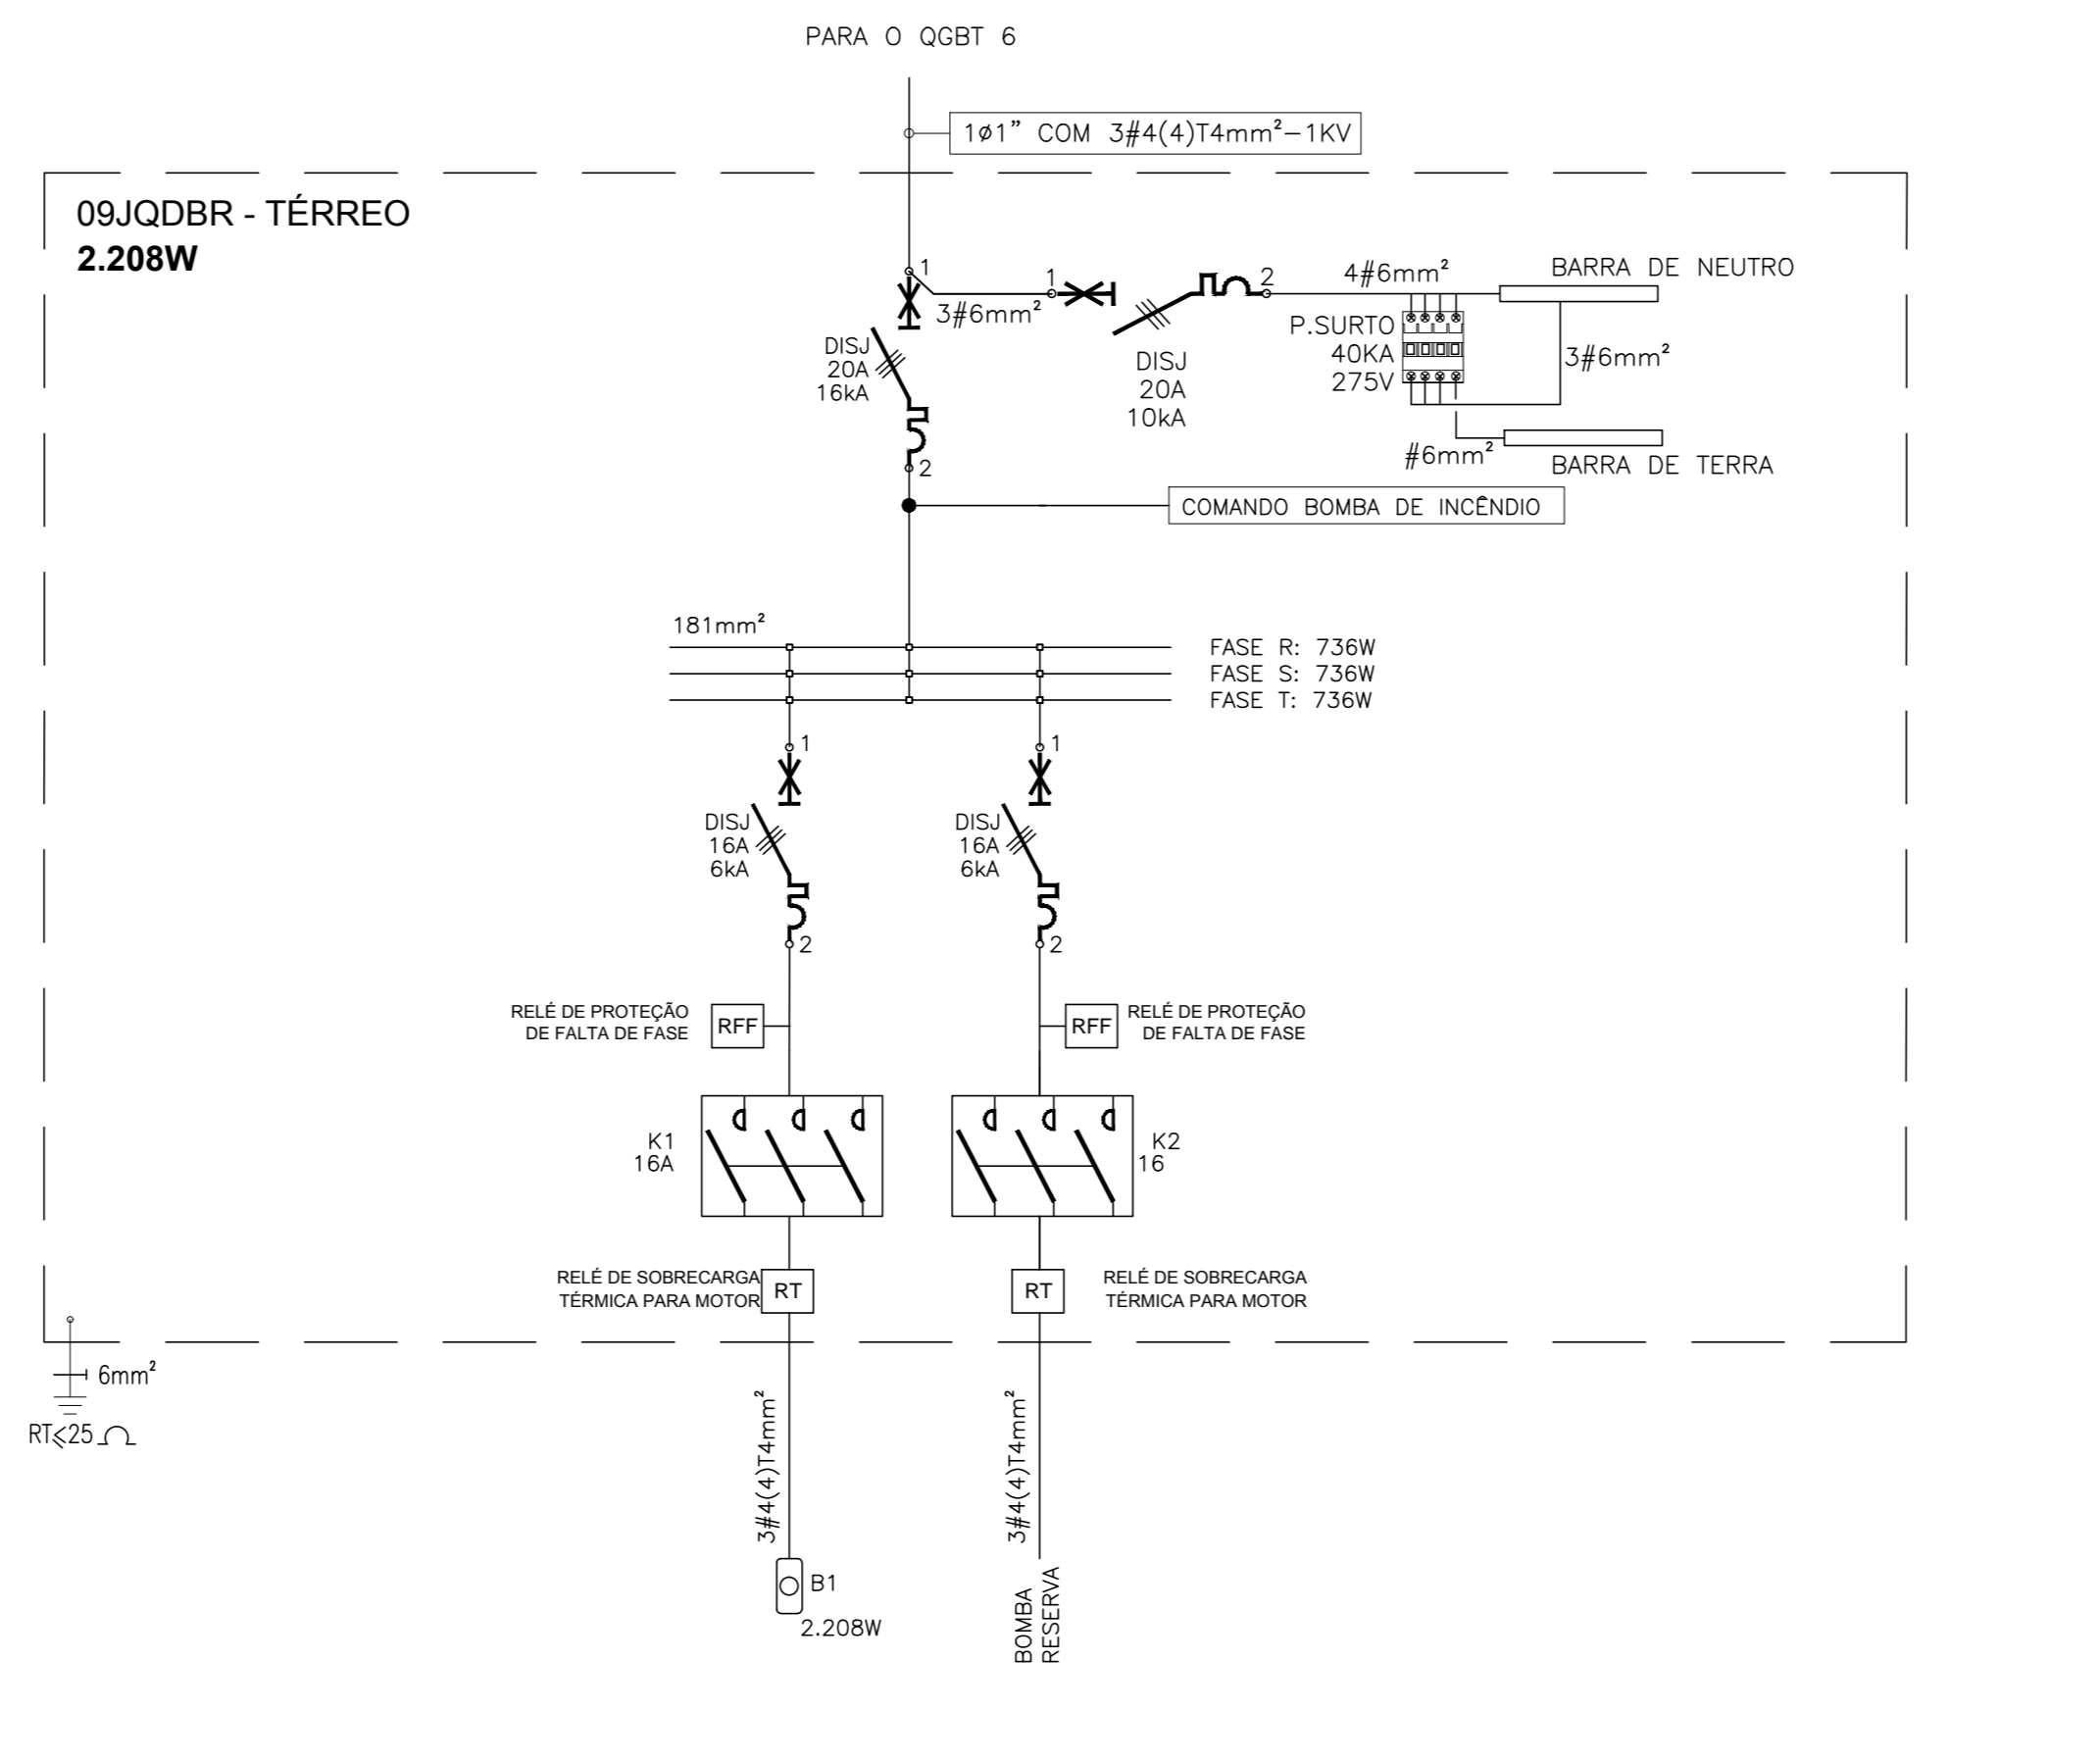 PARA O QGBT 6
1ø1” COM 3#4(4)T4mm²-1KV
09JQDBR - TÉRREO
2.208W
1
1
2
3#6mm²
4#6mm²
BARRA DE NEUTRO
DISJ
20A
16kA
DISJ
20A
10kA
P.SURTO
40KA
275V
3#6mm²
#6mm²
BARRA DE TERRA
2
COMANDO BOMBA DE INCÊNDIO
181mm²
FASE R: 736W
FASE S: 736W
FASE T: 736W
1
1
DISJ
16A
6kA
DISJ
16A
6kA
2
2
RELÉ DE PROTEÇÃO
DE FALTA DE FASE
RFF
RFF
RELÉ DE PROTEÇÃO
DE FALTA DE FASE
K1
16A
K2
16
RELÉ DE SOBRECARGA
TÉRMICA PARA MOTOR
RT
RT
RELÉ DE SOBRECARGA
TÉRMICA PARA MOTOR
6mm²
RT≤25Ω
3#4(4)T4mm²
3#4(4)T4mm²
B1
2.208W
BOMBA
RESERVA